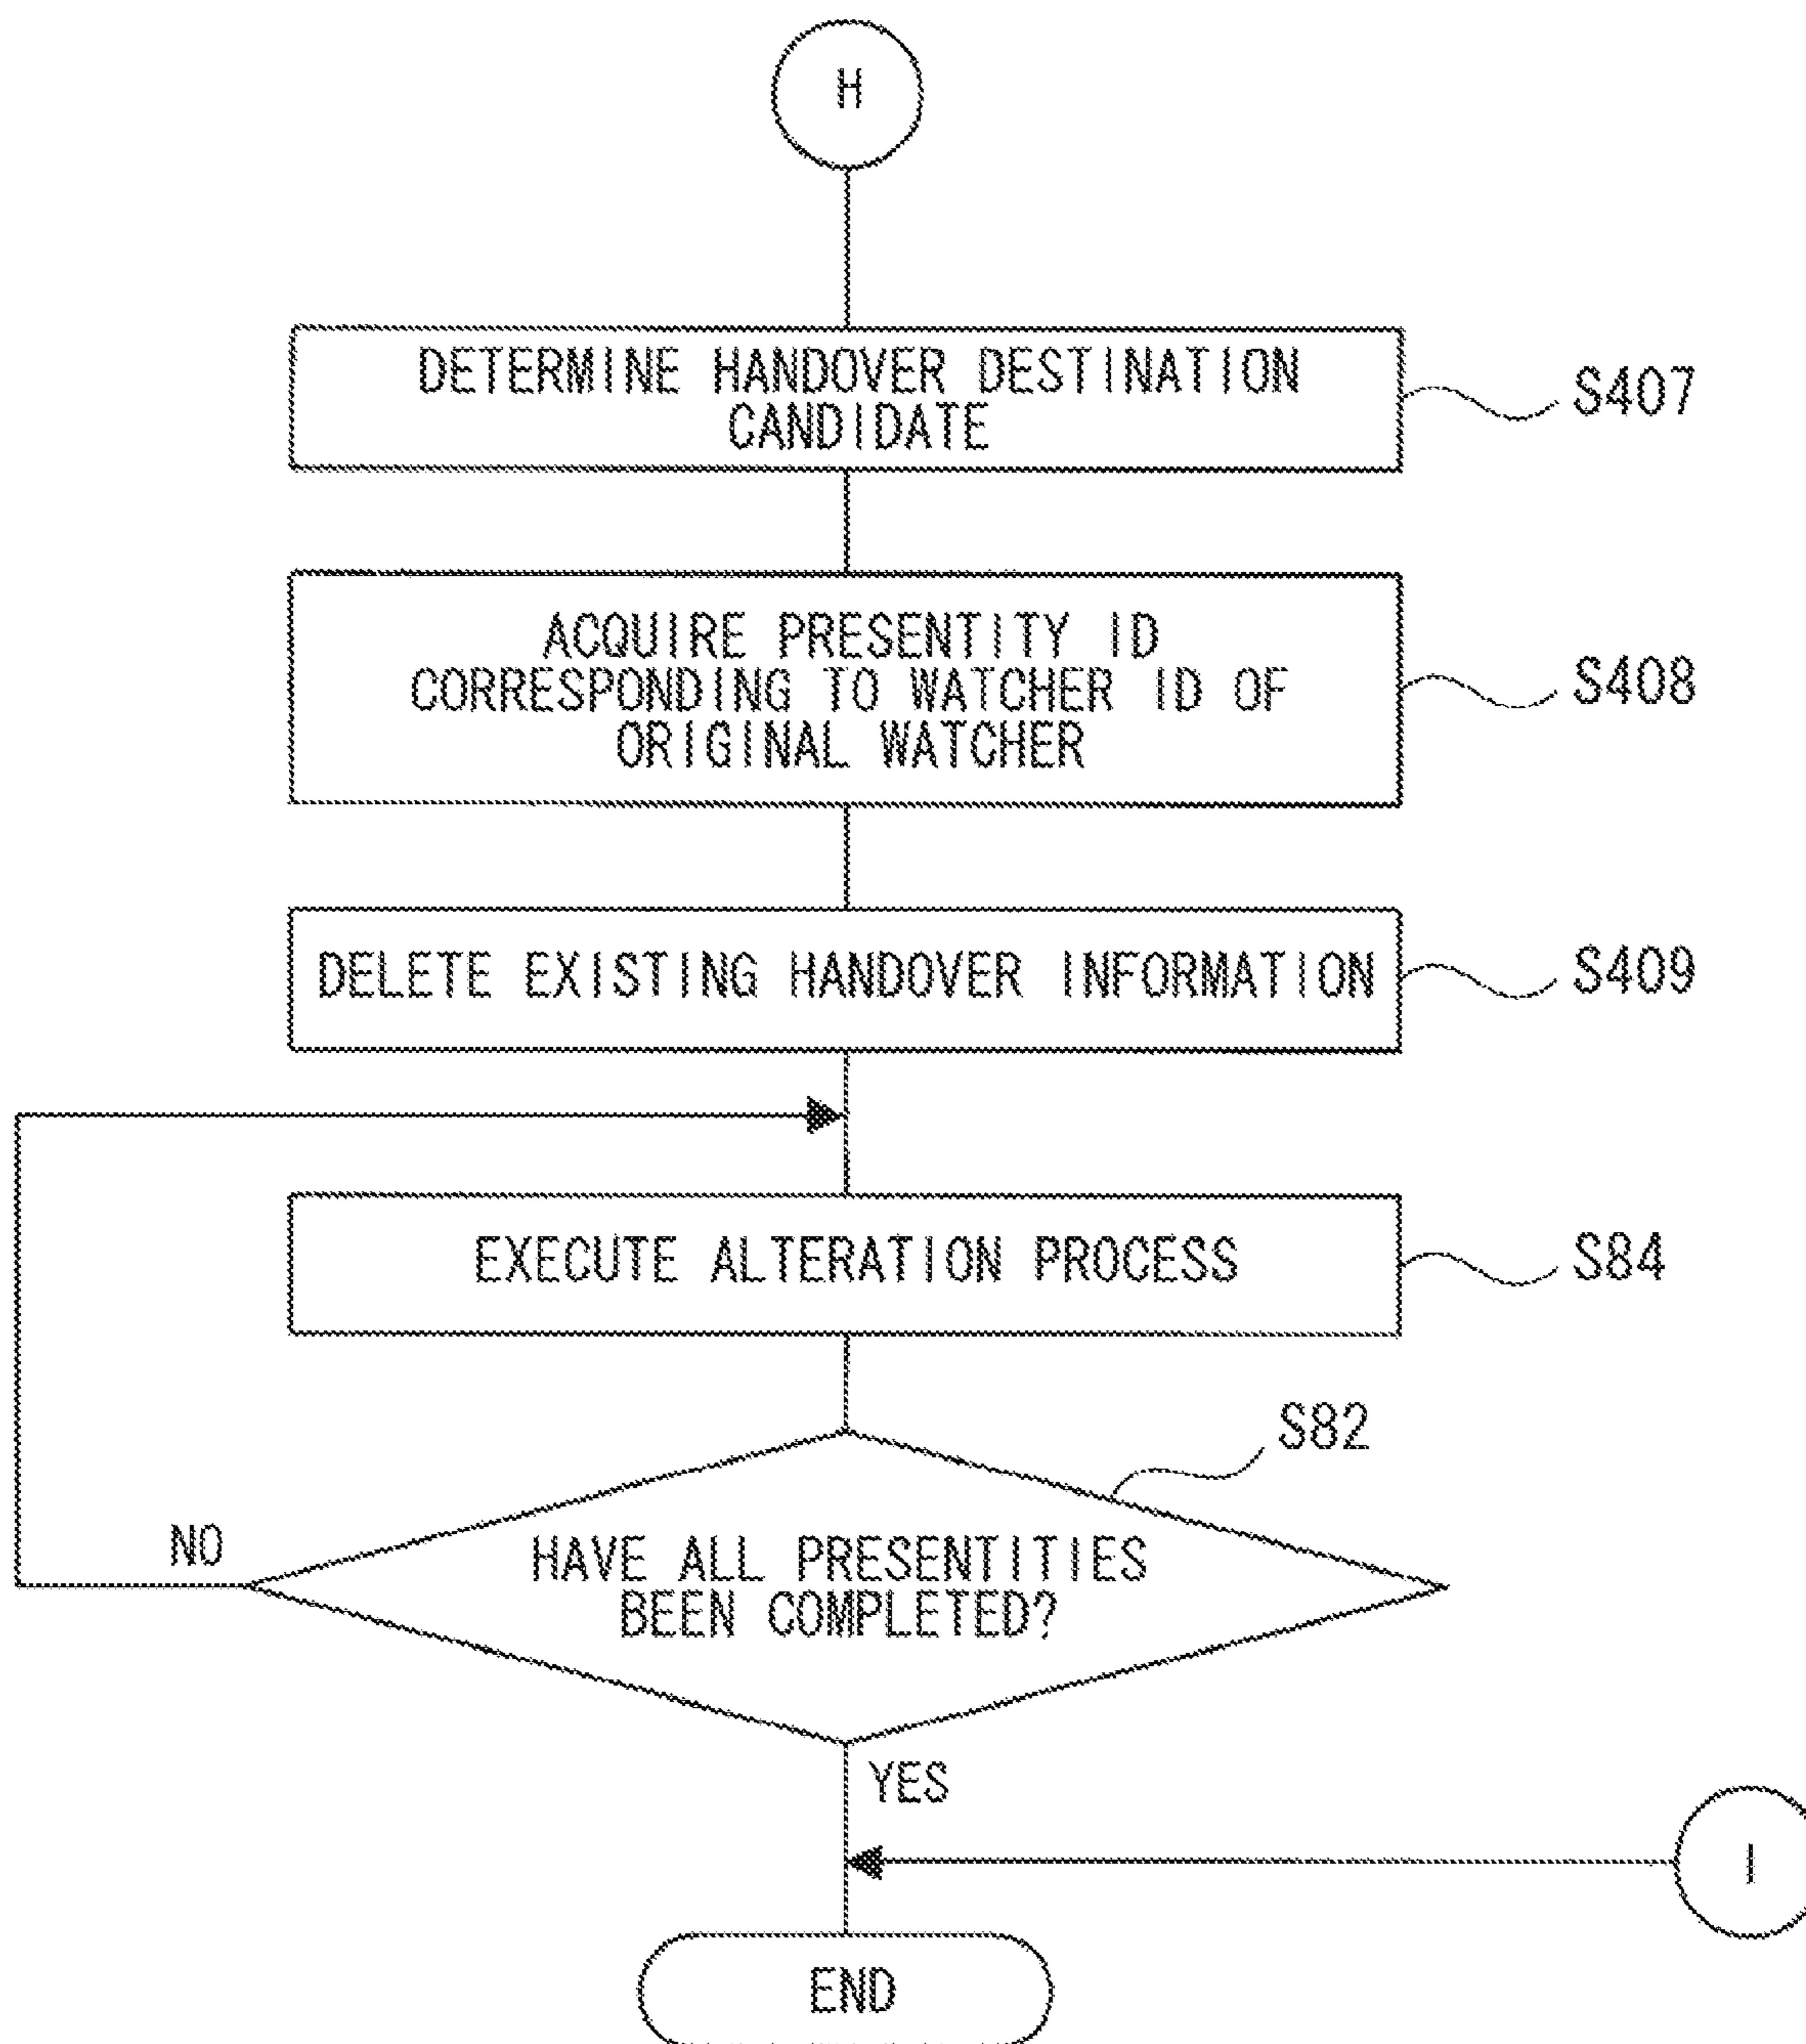 H
DETERMINE HANDOVER DESTINATION
CANDIDATE
S407
ACQUIRE PRESENTITY ID
CORRESPONDING TO WATCHER ID OF
ORIGINAL WATCHER
S408
DELETE EXISTING HANDOVER INFORMATION
S409
EXECUTE ALTERATION PROCESS
S84
S82
NO
HAVE ALL PRESENTITIES
BEEN COMPLETED?
YES
I
END